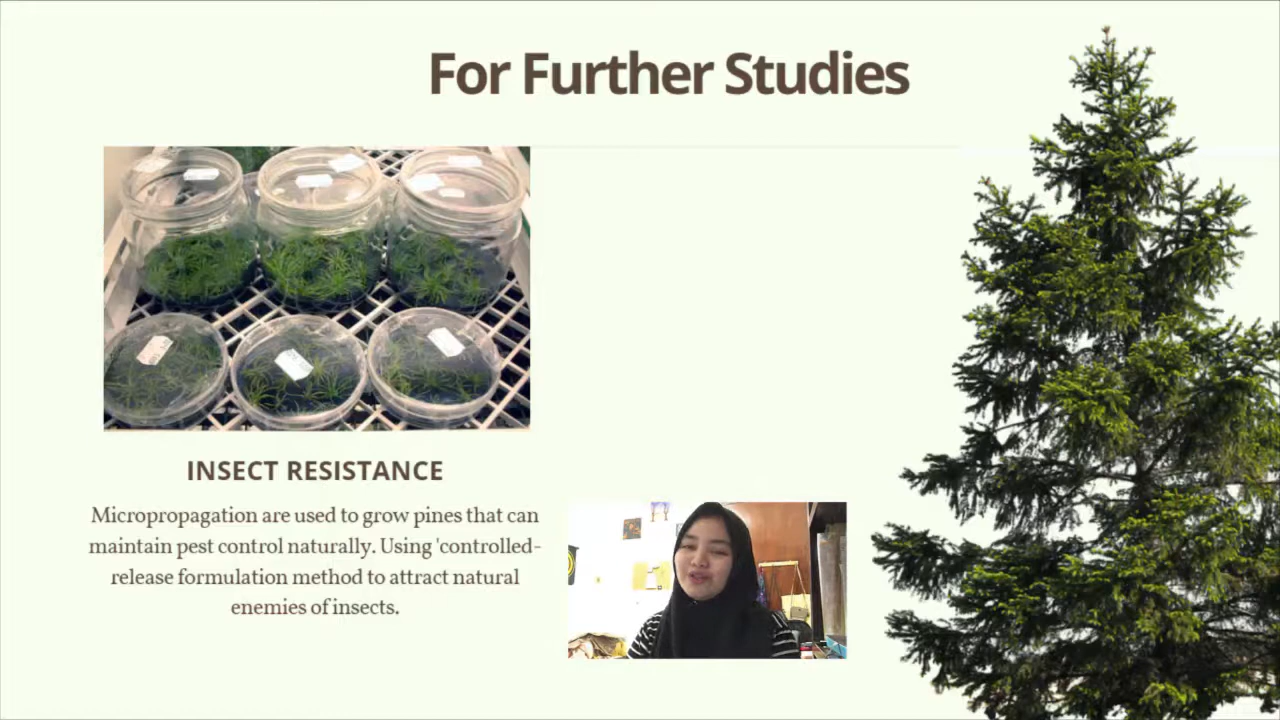 For Further Studies
INSECT RESISTANCE
Micropropagation are used to grow pines that can
maintain pest control naturally. Using 'controlled-
release formulation method to attract natural
enemies of insects.